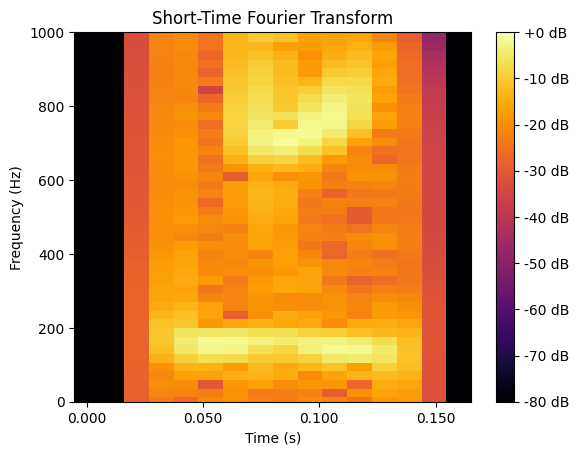 Short-Time Fourier Transform
1000
800
600
400
200
0
Frequency (Hz)
0.000
0.050
0.100
0.150
Time (s)
+0 dB
-10 dB
-20 dB
-30 dB
-40 dB
-50 dB
-60 dB
-70 dB
-80 dB